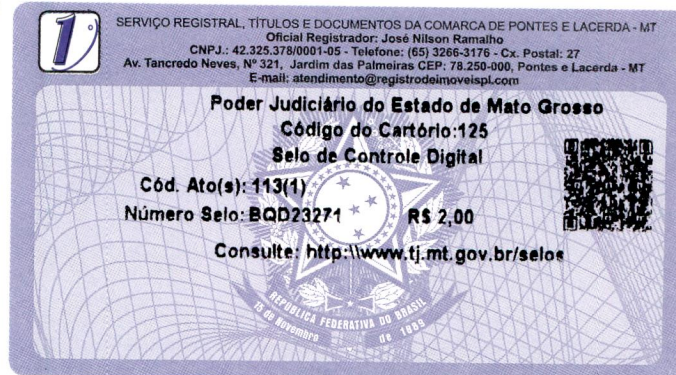 1
SERVIÇO REGISTRAL, TÍTULOS E DOCUMENTOS DA COMARCA DE PONTES E LACERDA - MT
Oficial Registrador: José Nilson Ramalho
CNPJ.: 42.325.378/0001-05 - Telefone: (65) 3266-3176 - Cx. Postal: 27
Av. Tancredo Neves, Nº 321, Jardim das Palmeiras CEP: 78.250-000, Pontes e Lacerda - MT
E-mail: atendimento@registrodeimoveispl.com
Poder Judiciário do Estado de Mato Grosso
Código do Cartório:125
Selo de Controle Digital
Cód. Ato(s): 113(1)
Número Selo: BQD23271 R$ 2,00
Consulte: http:\\www.tj.mt.gov.br/selos
REPÚBLICA FEDERATIVA DO BRASIL
15 de Novembro de 1889